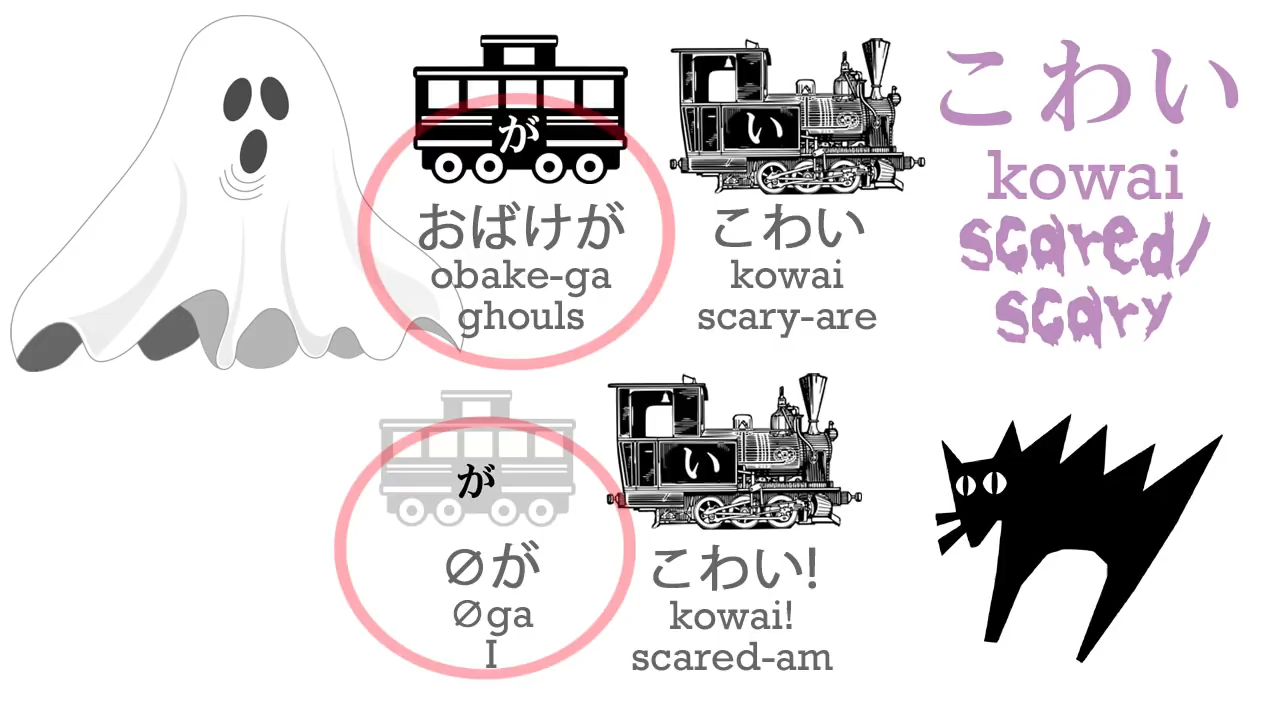 が
い
おばけが
obake-ga
ghouls
こわい
kowai
scary-are
こわい
kowai
scared/
scary
が
い
∅が
∅ga
I
こわい!
kowai!
scared-am